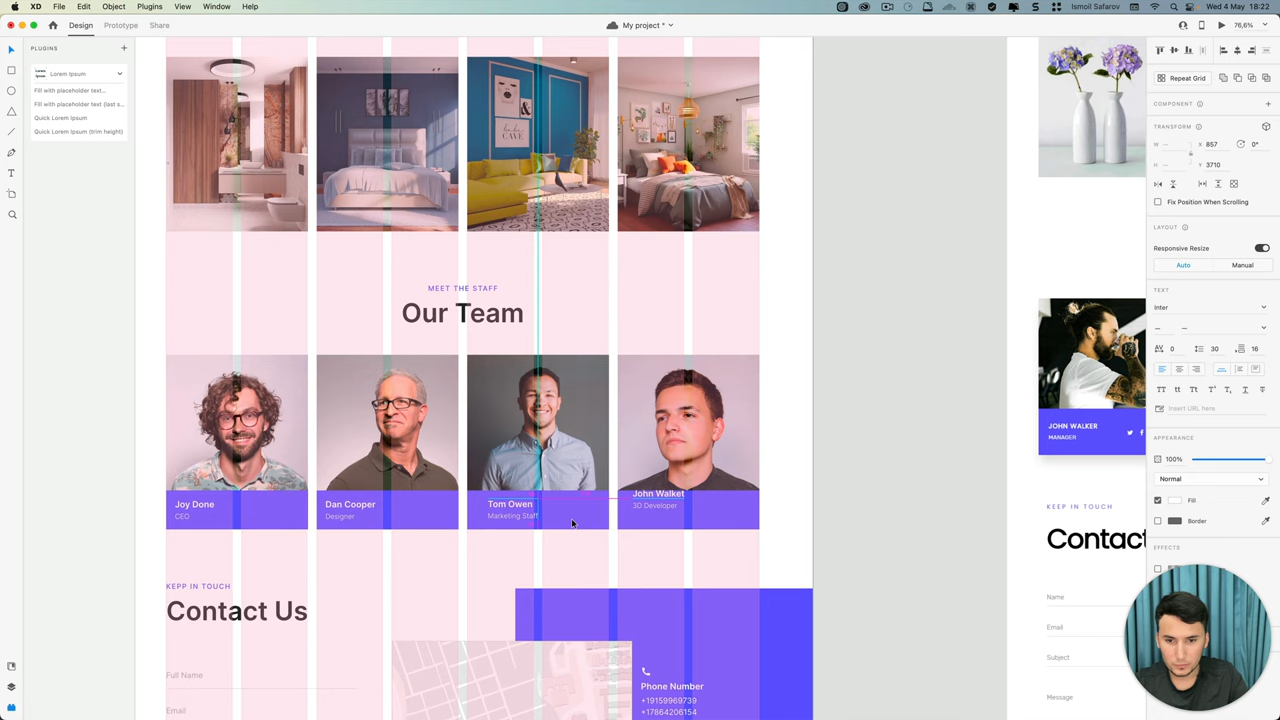 XD File Edit Object Plugins View Window Help
Ismoil Safarov Wed 4 May 18:22
Design Prototype Share
My project *
76,6%
PLUGINS
Lorem Ipsum
Fill with placeholder text...
Fill with placeholder text (last s...
Quick Lorem Ipsum
Quick Lorem Ipsum (trim height)
CAVE
MEET THE STAFF
Our Team
Joy Done
CEO
Dan Cooper
Designer
Tom Owen
Marketing Staff
John Walket
3D Developer
KEPP IN TOUCH
Contact Us
Full Name
Email
Phone Number
+19159969739
+17864206154
JOHN WALKER
MANAGER
KEEP IN TOUCH
Contact
Name
Email
Subject
Message
Repeat Grid
COMPONENT
TRANSFORM
W -- X 857 0°
H -- 3710
Fix Position When Scrolling
LAYOUT
Responsive Resize
Auto Manual
TEXT
Inter
-- --
0 30 16
Insert URL here
APPEARANCE
100%
Normal
Fill
Border
EFFECTS